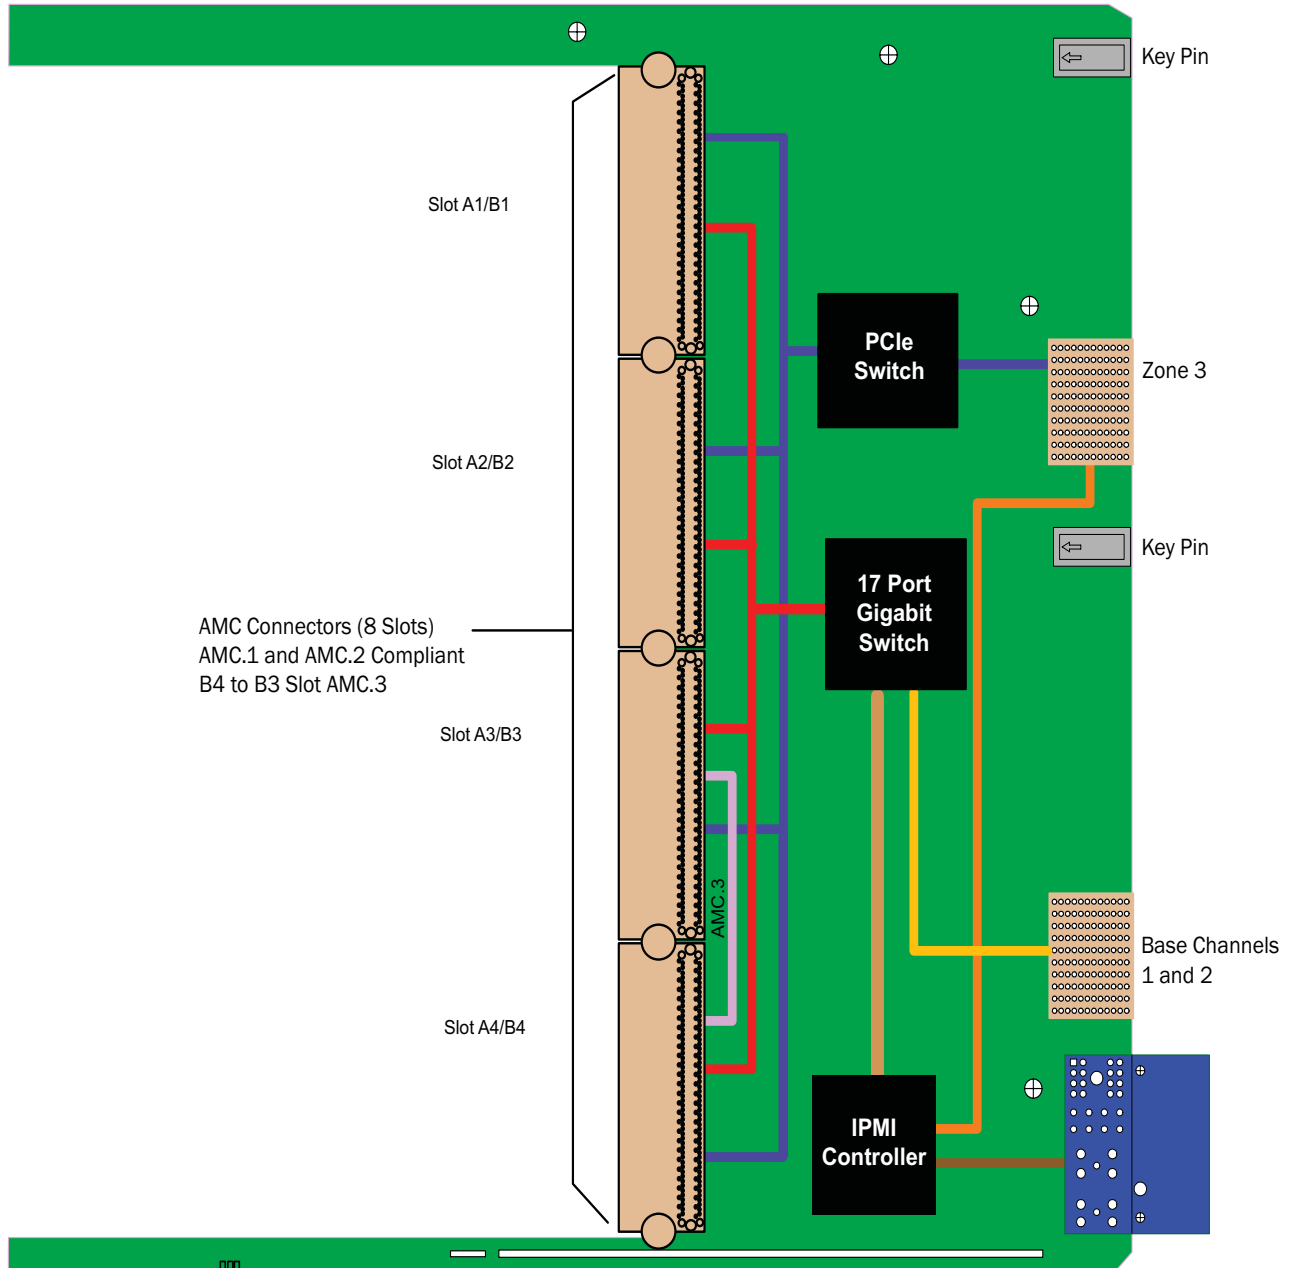 Key Pin
Slot A1/B1
PCIe
Switch
Zone 3
Slot A2/B2
Key Pin
17 Port
Gigabit
Switch
AMC Connectors (8 Slots)
AMC.1 and AMC.2 Compliant
B4 to B3 Slot AMC.3
Slot A3/B3
AMC.3
Base Channels
1 and 2
Slot A4/B4
IPMI
Controller